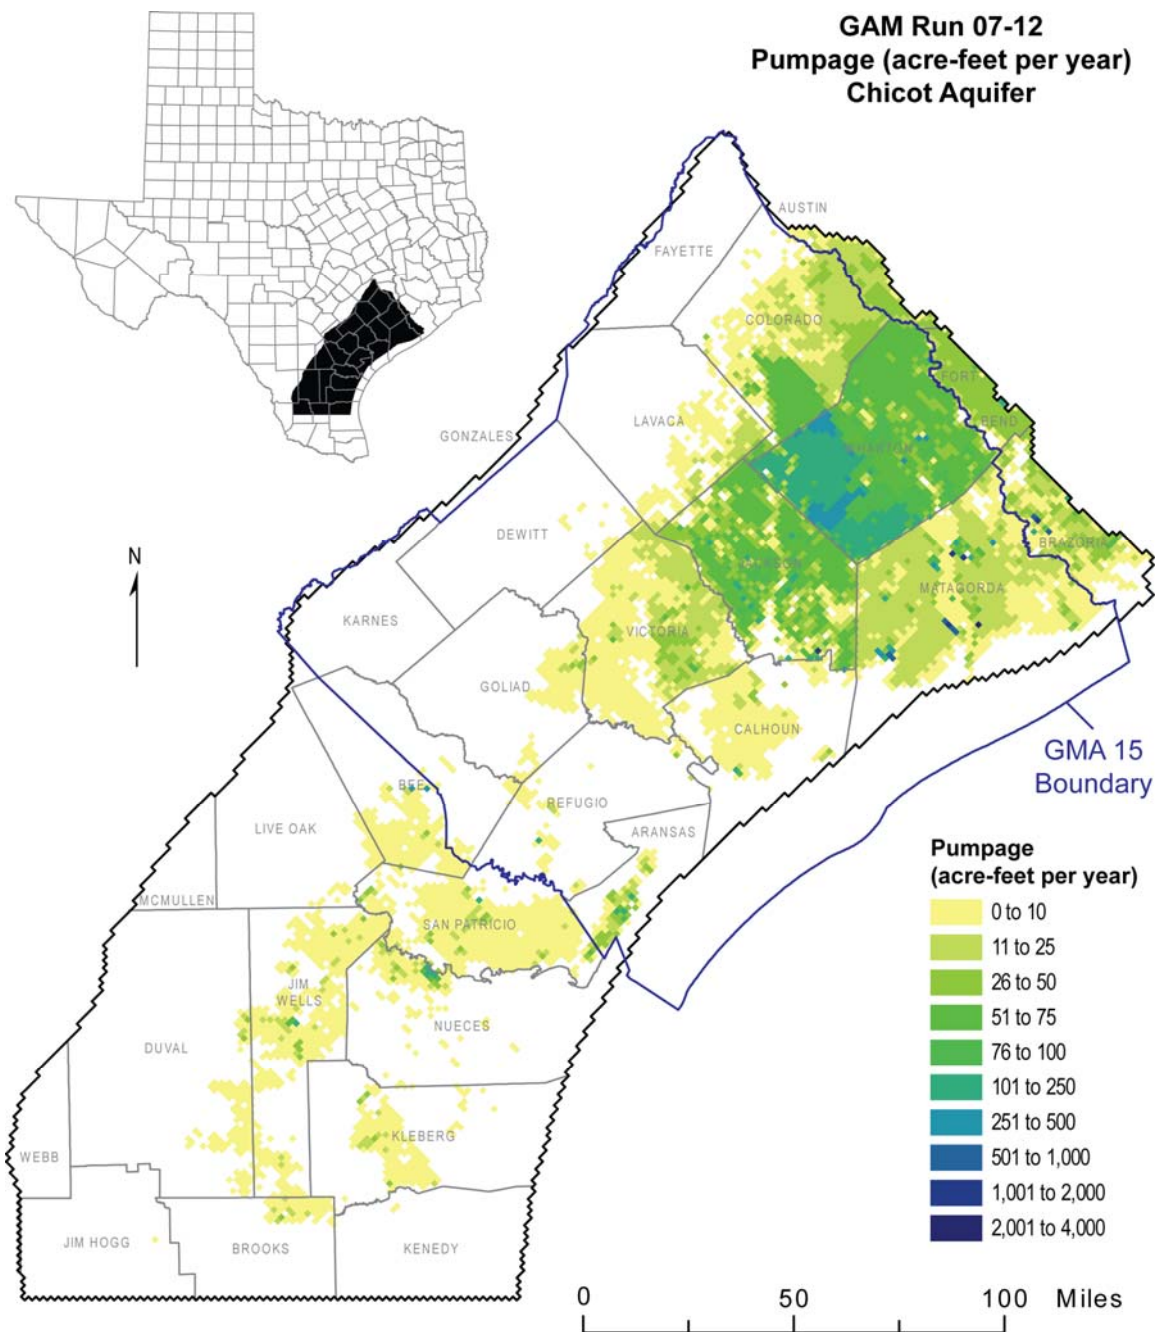 GAM Run 07-12
Pumpage (acre-feet per year)
Chicot Aquifer
AUSTIN
FAYETTE
COLORADO
FORT
BEND
LAVACA
GONZALES
WHARTON
DEWITT
N
BRAZORIA
JACKSON
MATAGORDA
KARNES
VICTORIA
GOLIAD
CALHOUN
GMA 15
Boundary
BEE
REFUGIO
LIVE OAK
ARANSAS
MCMULLEN
SAN PATRICIO
JIM
WELLS
NUECES
DUVAL
KLEBERG
WEBB
JIM HOGG
BROOKS
KENEDY
Pumpage
(acre-feet per year)
0 to 10
11 to 25
26 to 50
51 to 75
76 to 100
101 to 250
251 to 500
501 to 1,000
1,001 to 2,000
2,001 to 4,000
0 50 100 Miles